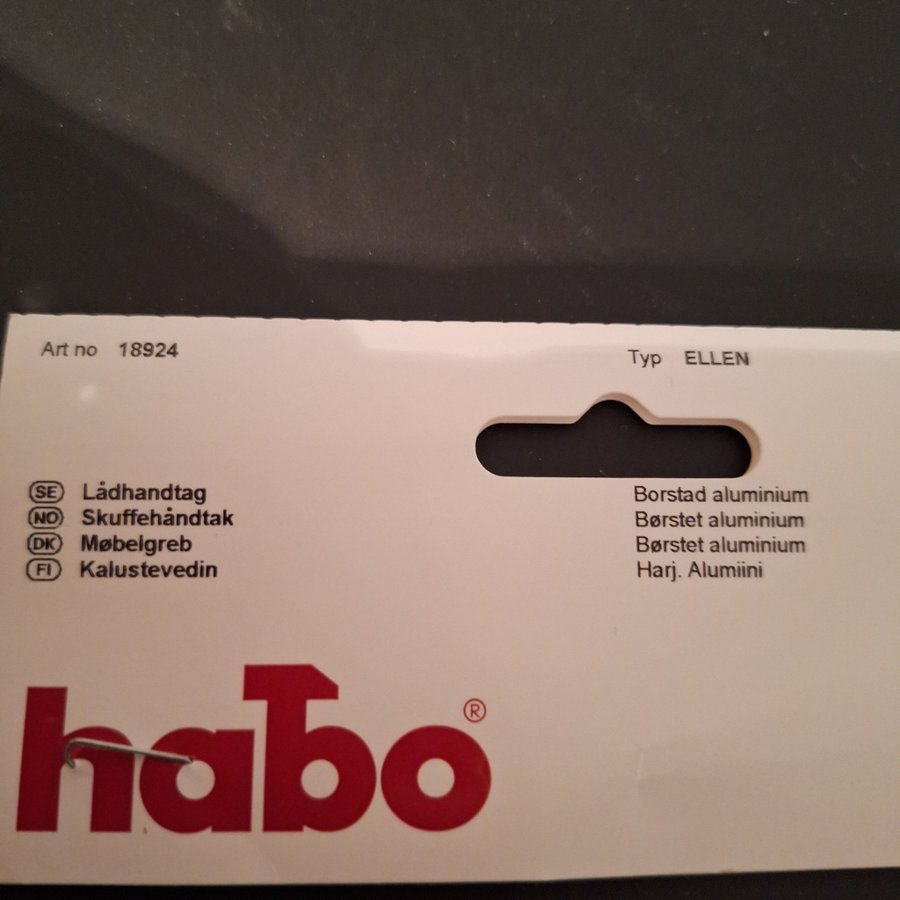 Art no 18924 Typ ELLEN
SE Lådhandtag Borstad aluminium
NO Skuffehåndtak Børstet aluminium
DK Møbelgreb Børstet aluminium
FI Kalustevedin Harj. Alumiini
habo®